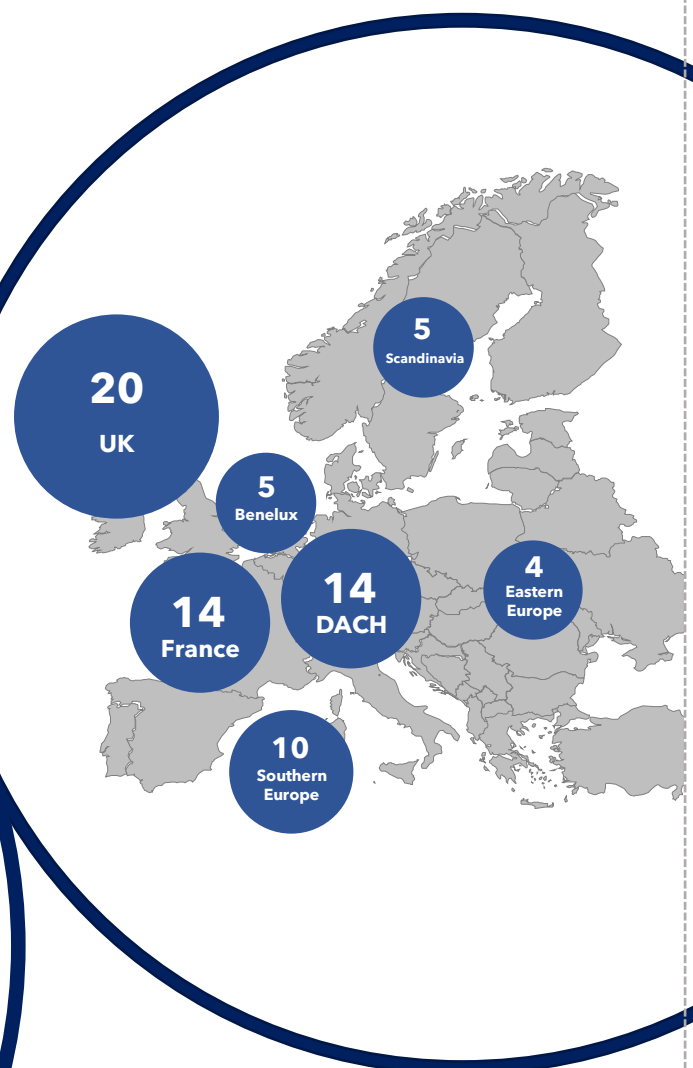 5
Scandinavia
20
UK
5
Benelux
4
Eastern
Europe
14
DACH
14
France
10
Southern
Europe